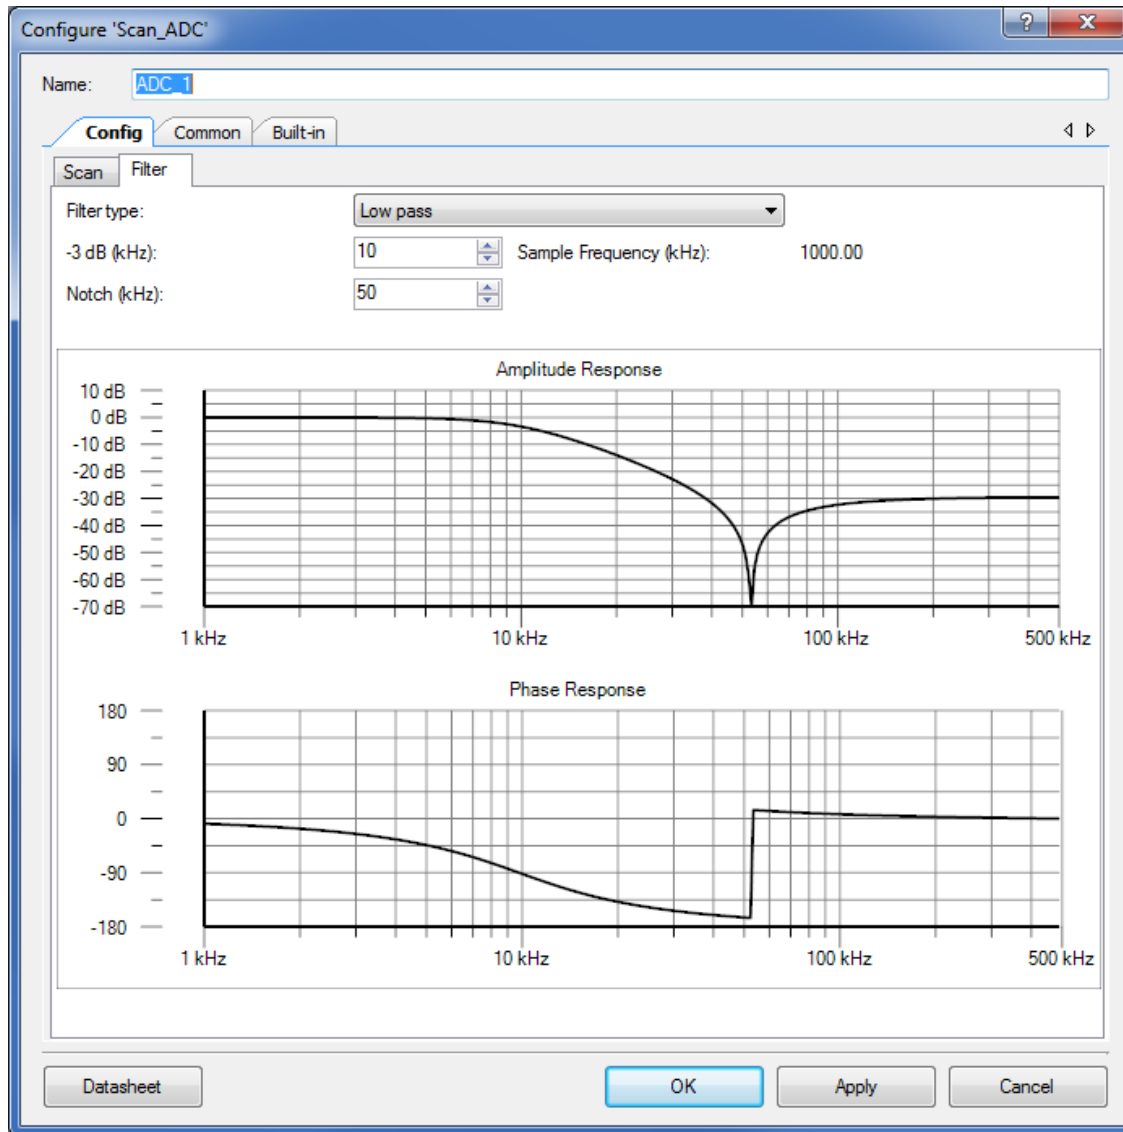 Configure 'Scan_ADC'
?
X
Name: ADC_1
Config Common Built-in
Scan Filter
Filter type: Low pass
-3 dB (kHz): 10 Sample Frequency (kHz): 1000.00
Notch (kHz): 50
Amplitude Response
10 dB
0 dB
-10 dB
-20 dB
-30 dB
-40 dB
-50 dB
-60 dB
-70 dB
1 kHz 10 kHz 100 kHz 500 kHz
Phase Response
180
90
0
-90
-180
1 kHz 10 kHz 100 kHz 500 kHz
Datasheet OK Apply Cancel